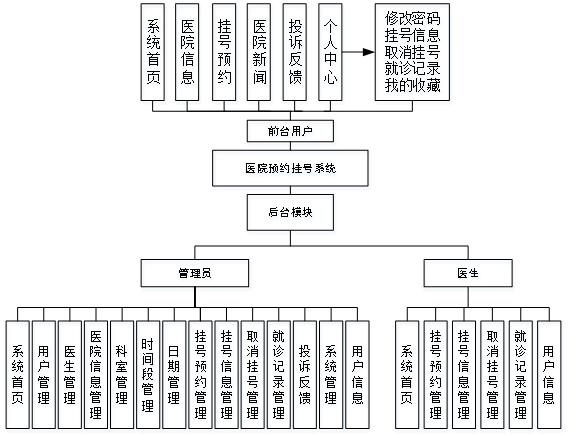 系统首页
医院信息
挂号预约
医院新闻
投诉反馈
个人中心
修改密码
挂号信息
取消挂号
就诊记录
我的收藏
前台用户
医院预约挂号系统
后台模块
管理员
医生
系统首页
用户管理
医生管理
医院信息管理
科室管理
时间段管理
日期管理
挂号预约管理
挂号信息管理
取消挂号管理
就诊记录管理
投诉反馈
系统管理
用户信息
系统首页
挂号预约管理
挂号信息管理
取消挂号管理
就诊记录管理
用户信息